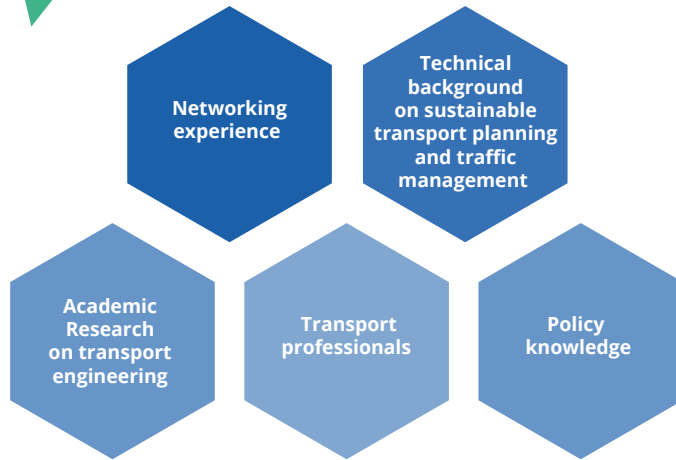 Networking
experience
Technical
background
on sustainable
transport planning
and traffic
management
Academic
Research
on transport
engineering
Transport
professionals
Policy
knowledge